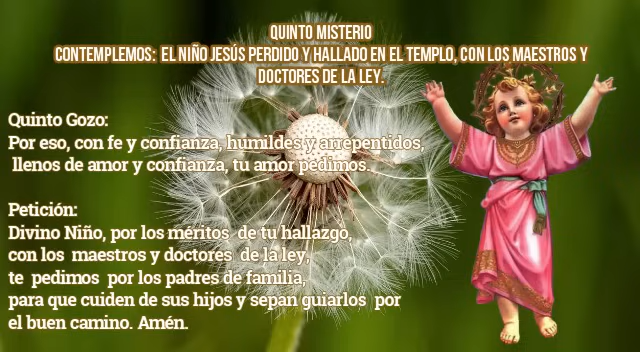 QUINTO MISTERIO
CONTEMPLEMOS: EL NIÑO JESÚS PERDIDO Y HALLADO EN EL TEMPLO, CON LOS MAESTROS Y
DOCTORES DE LA LEY.
Quinto Gozo:
Por eso, con fe y confianza, humildes y arrepentidos,
llenos de amor y confianza, tu amor pedimos.
Petición:
Divino Niño, por los méritos de tu hallazgo,
con los maestros y doctores de la ley,
te pedimos por los padres de familia,
para que cuiden de sus hijos y sepan guiarlos por
el buen camino. Amén.